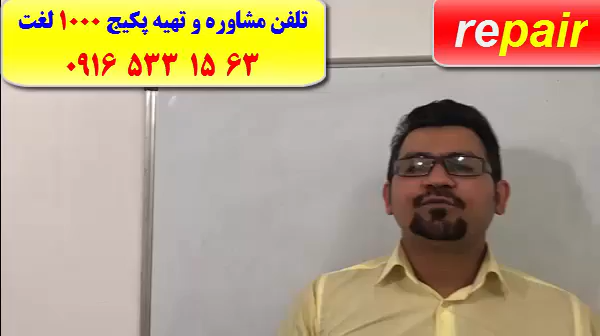 تلفن مشاوره و تهیه پکیج ۱۰۰۰ لغت
۰۹۱۶ ۵۳۳ ۱۵ ۶۳
repair